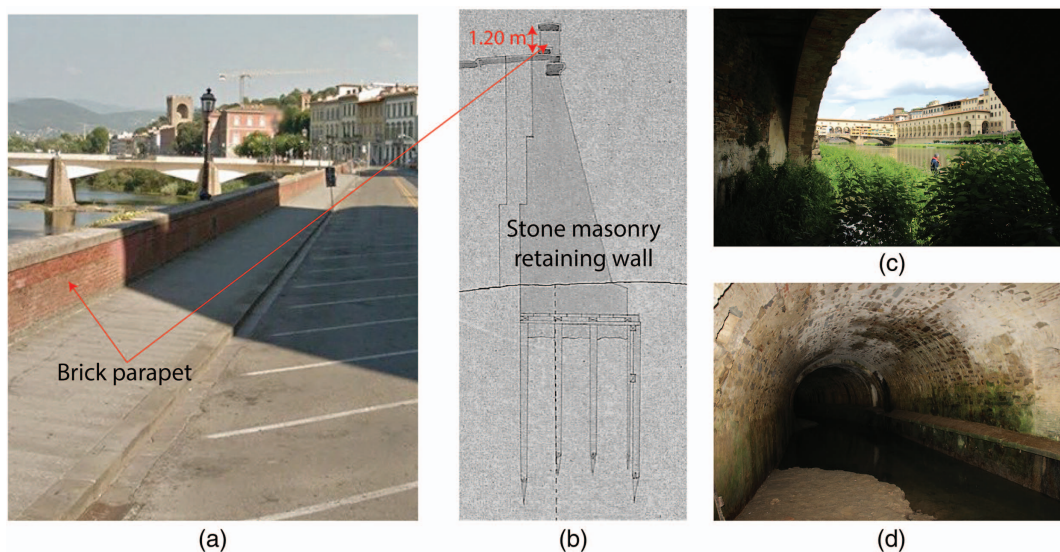 1.20 m
Stone masonry
retaining wall
Brick parapet
(a)
(b)
(c)
(d)